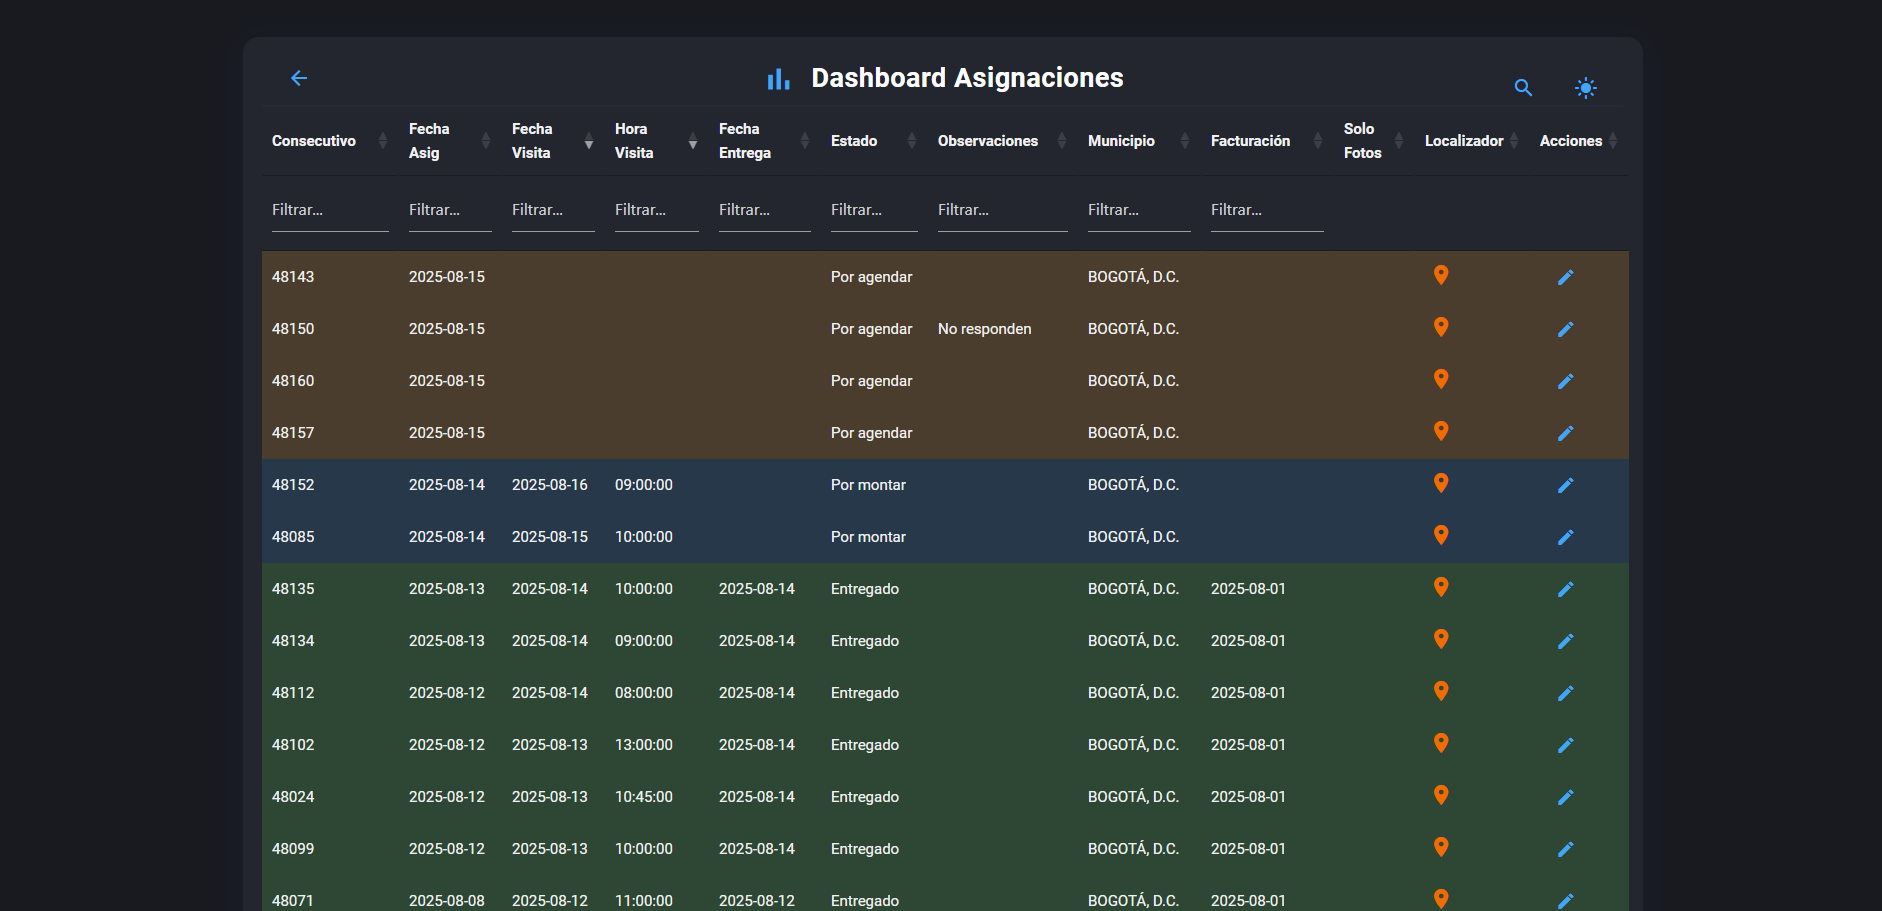 Dashboard Asignaciones
Consecutivo Fecha Asig Fecha Visita Hora Visita Fecha Entrega Estado Observaciones Municipio Facturación Solo Fotos Localizador Acciones
Filtrar... Filtrar... Filtrar... Filtrar... Filtrar... Filtrar... Filtrar... Filtrar... Filtrar...
48143 2025-08-15 Por agendar BOGOTÁ, D.C.
48150 2025-08-15 Por agendar No responden BOGOTÁ, D.C.
48160 2025-08-15 Por agendar BOGOTÁ, D.C.
48157 2025-08-15 Por agendar BOGOTÁ, D.C.
48152 2025-08-14 2025-08-16 09:00:00 Por montar BOGOTÁ, D.C.
48085 2025-08-14 2025-08-15 10:00:00 Por montar BOGOTÁ, D.C.
48135 2025-08-13 2025-08-14 10:00:00 2025-08-14 Entregado BOGOTÁ, D.C. 2025-08-01
48134 2025-08-13 2025-08-14 09:00:00 2025-08-14 Entregado BOGOTÁ, D.C. 2025-08-01
48112 2025-08-12 2025-08-14 08:00:00 2025-08-14 Entregado BOGOTÁ, D.C. 2025-08-01
48102 2025-08-12 2025-08-13 13:00:00 2025-08-14 Entregado BOGOTÁ, D.C. 2025-08-01
48024 2025-08-12 2025-08-13 10:45:00 2025-08-14 Entregado BOGOTÁ, D.C. 2025-08-01
48099 2025-08-12 2025-08-13 10:00:00 2025-08-14 Entregado BOGOTÁ, D.C. 2025-08-01
48071 2025-08-08 2025-08-12 11:00:00 2025-08-12 Entregado BOGOTÁ, D.C. 2025-08-01